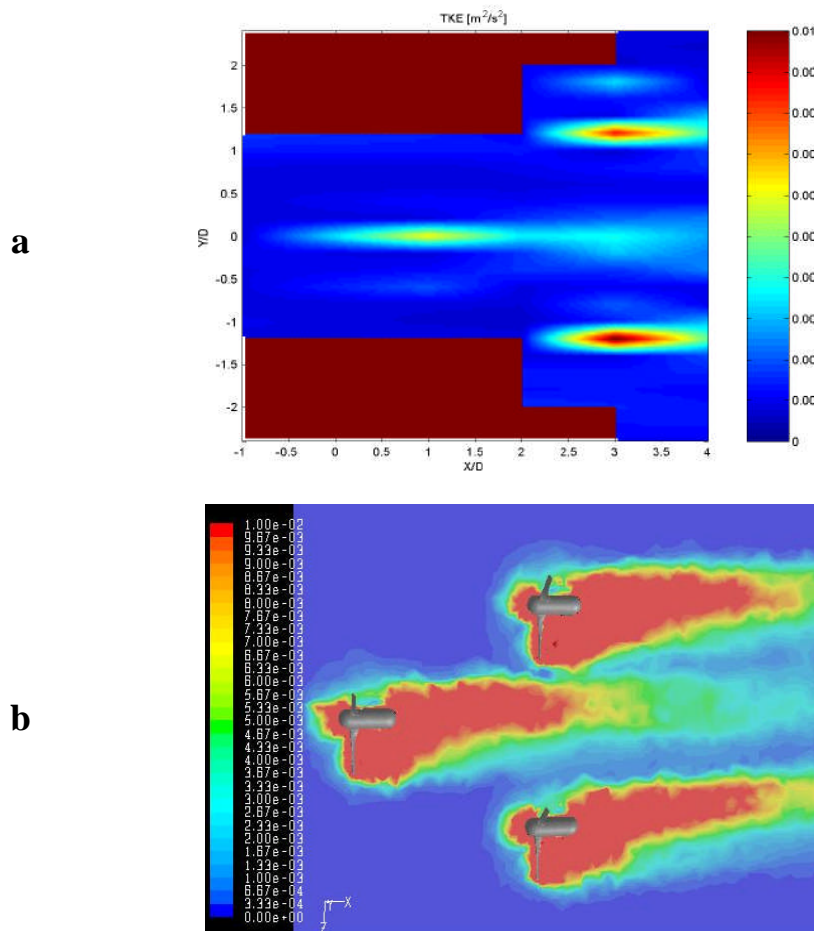 TKE [m²/s²]
a
Y/D
2
1.5
1
0.5
0
-0.5
-1
-1.5
-2
-1 -0.5 0 0.5 1 1.5 2 2.5 3 3.5 4
X/D
0.01
0.00
0.00
0.00
0.00
0.00
0.00
0.00
0.00
0.00
0
b
1.00e-02
9.67e-03
9.33e-03
9.00e-03
8.67e-03
8.33e-03
8.00e-03
7.67e-03
7.33e-03
7.00e-03
6.67e-03
6.33e-03
6.00e-03
5.67e-03
5.33e-03
5.00e-03
4.67e-03
4.33e-03
4.00e-03
3.67e-03
3.33e-03
3.00e-03
2.67e-03
2.33e-03
2.00e-03
1.67e-03
1.33e-03
1.00e-03
6.67e-04
3.33e-04
0.00e+00
Y X
Z